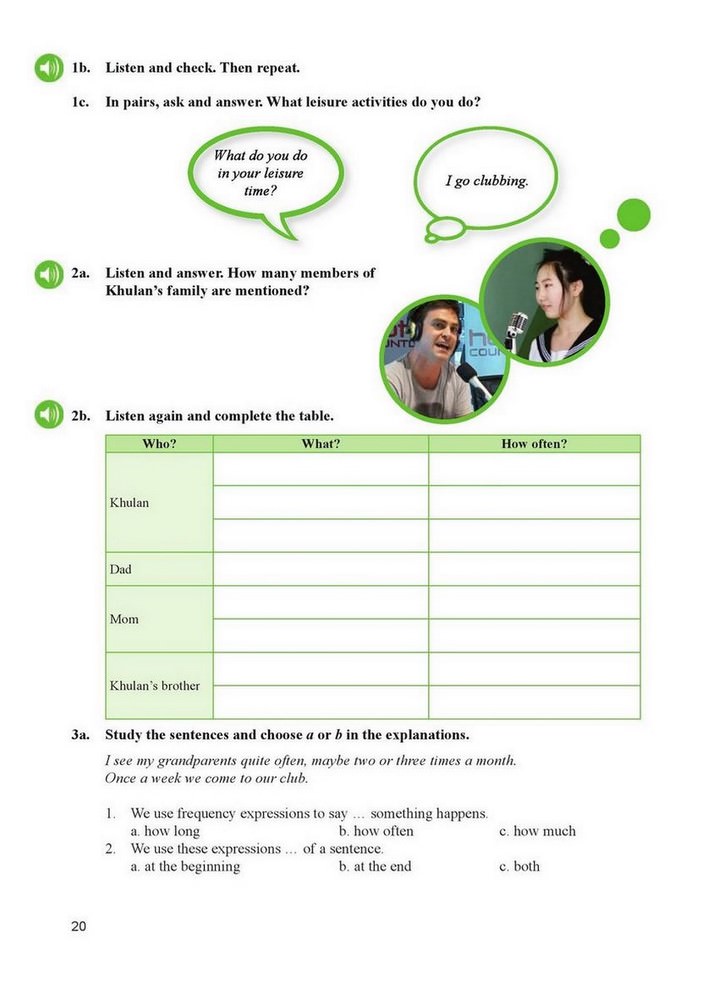 1b. Listen and check. Then repeat.
1c. In pairs, ask and answer. What leisure activities do you do?
What do you do
in your leisure
time?
I go clubbing.
2a. Listen and answer. How many members of
Khulan's family are mentioned?
2b. Listen again and complete the table.
Who? What? How often?
Khulan
Dad
Mom
Khulan's brother
3a. Study the sentences and choose a or b in the explanations.
I see my grandparents quite often, maybe two or three times a month.
Once a week we come to our club.
1. We use frequency expressions to say … something happens.
a. how long b. how often c. how much
2. We use these expressions … of a sentence.
a. at the beginning b. at the end c. both
20